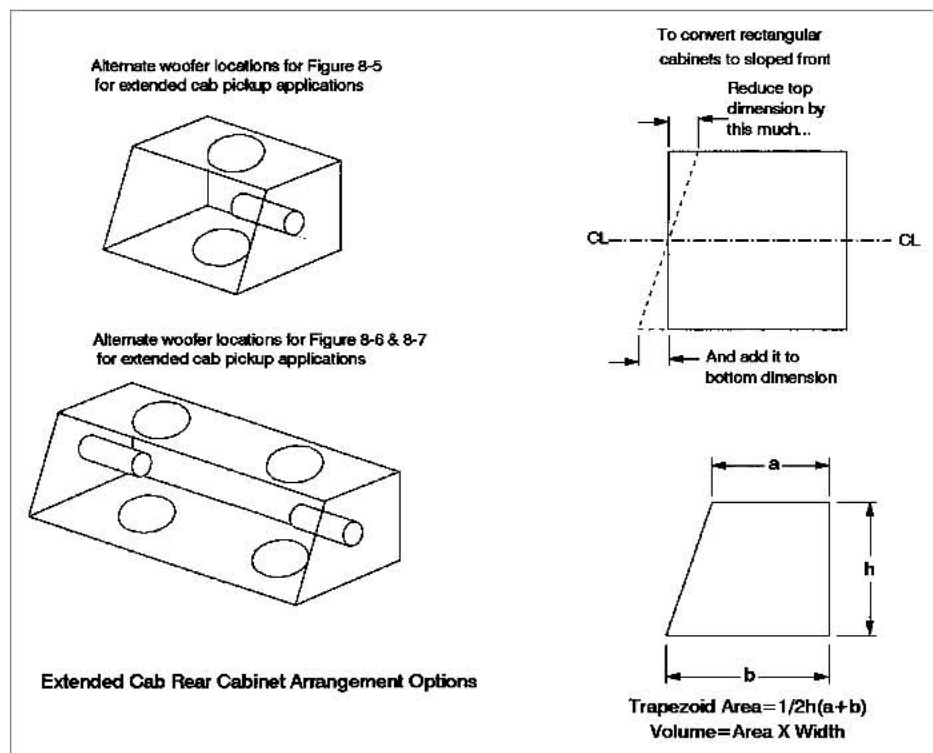 Alternate woofer locations for Figure 8-5
for extended cab pickup applications
Alternate woofer locations for Figure 8-6 & 8-7
for extended cab pickup applications
Extended Cab Rear Cabinet Arrangement Options
To convert rectangular
cabinets to sloped front
Reduce top
dimension by
this much...
CL
CL
And add it to
bottom dimension
a
h
b
Trapezoid Area=1/2h(a+b)
Volume=Area X Width